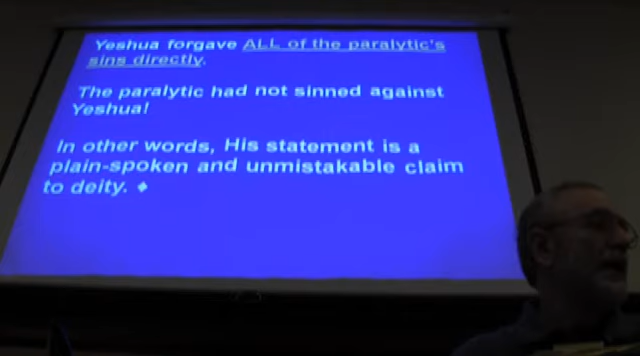 Yeshua forgave ALL of the paralytic's
sins directly.
The paralytic had not sinned against
Yeshua!
In other words, His statement is a
plain-spoken and unmistakable claim
to deity. ◆